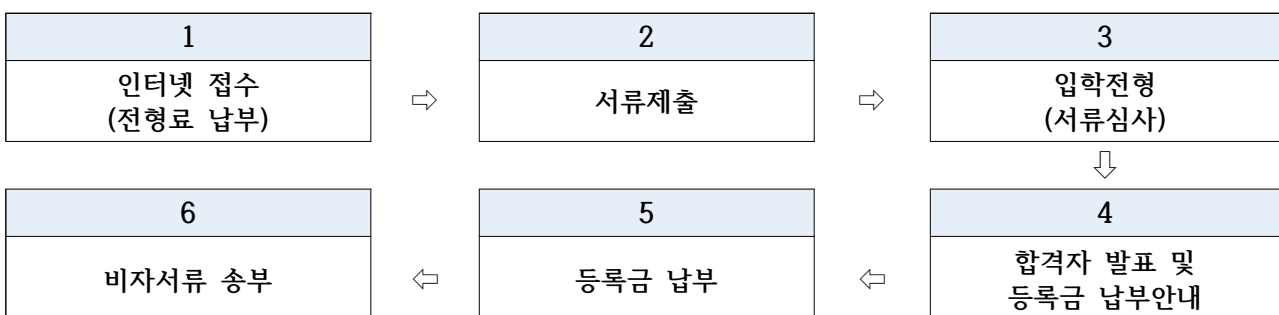 1
인터넷 접수
(전형료 납부)
⇨
2
서류제출
⇨
3
입학전형
(서류심사)
⇩
4
합격자 발표 및
등록금 납부안내
⇦
5
등록금 납부
⇦
6
비자서류 송부